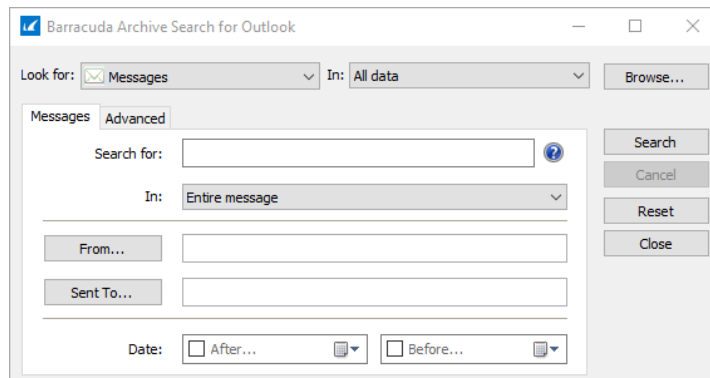 Barracuda Archive Search for Outlook
Look for: Messages In: All data Browse...
Messages Advanced
Search for: ? Search
Cancel
In: Entire message
Reset
From... Close
Sent To...
Date: After... Before...